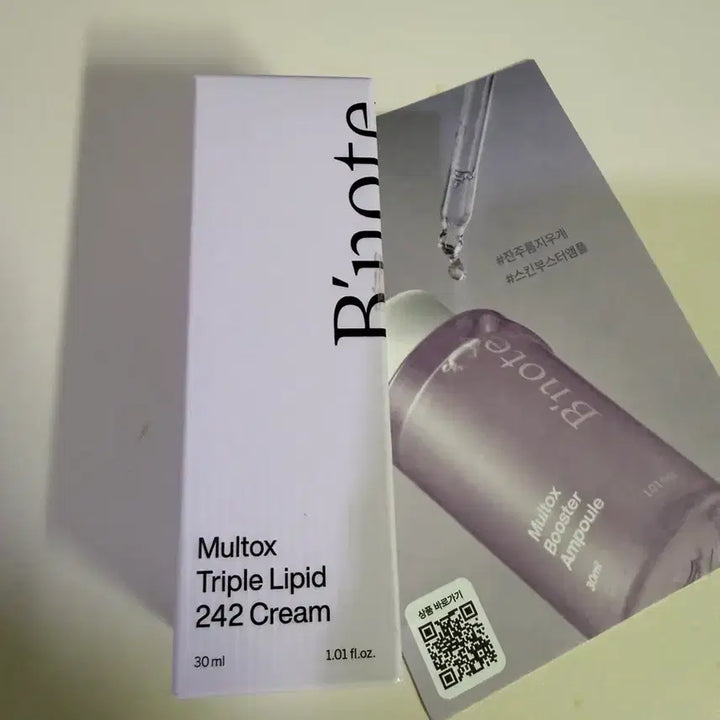 B'note
Multox
Triple Lipid
242 Cream
30 ml
1.01 fl.oz.
#진주름지우개
#스킨부스터앰플
B'note
Multox
Booster
Ampoule
30ml
상품 바로가기